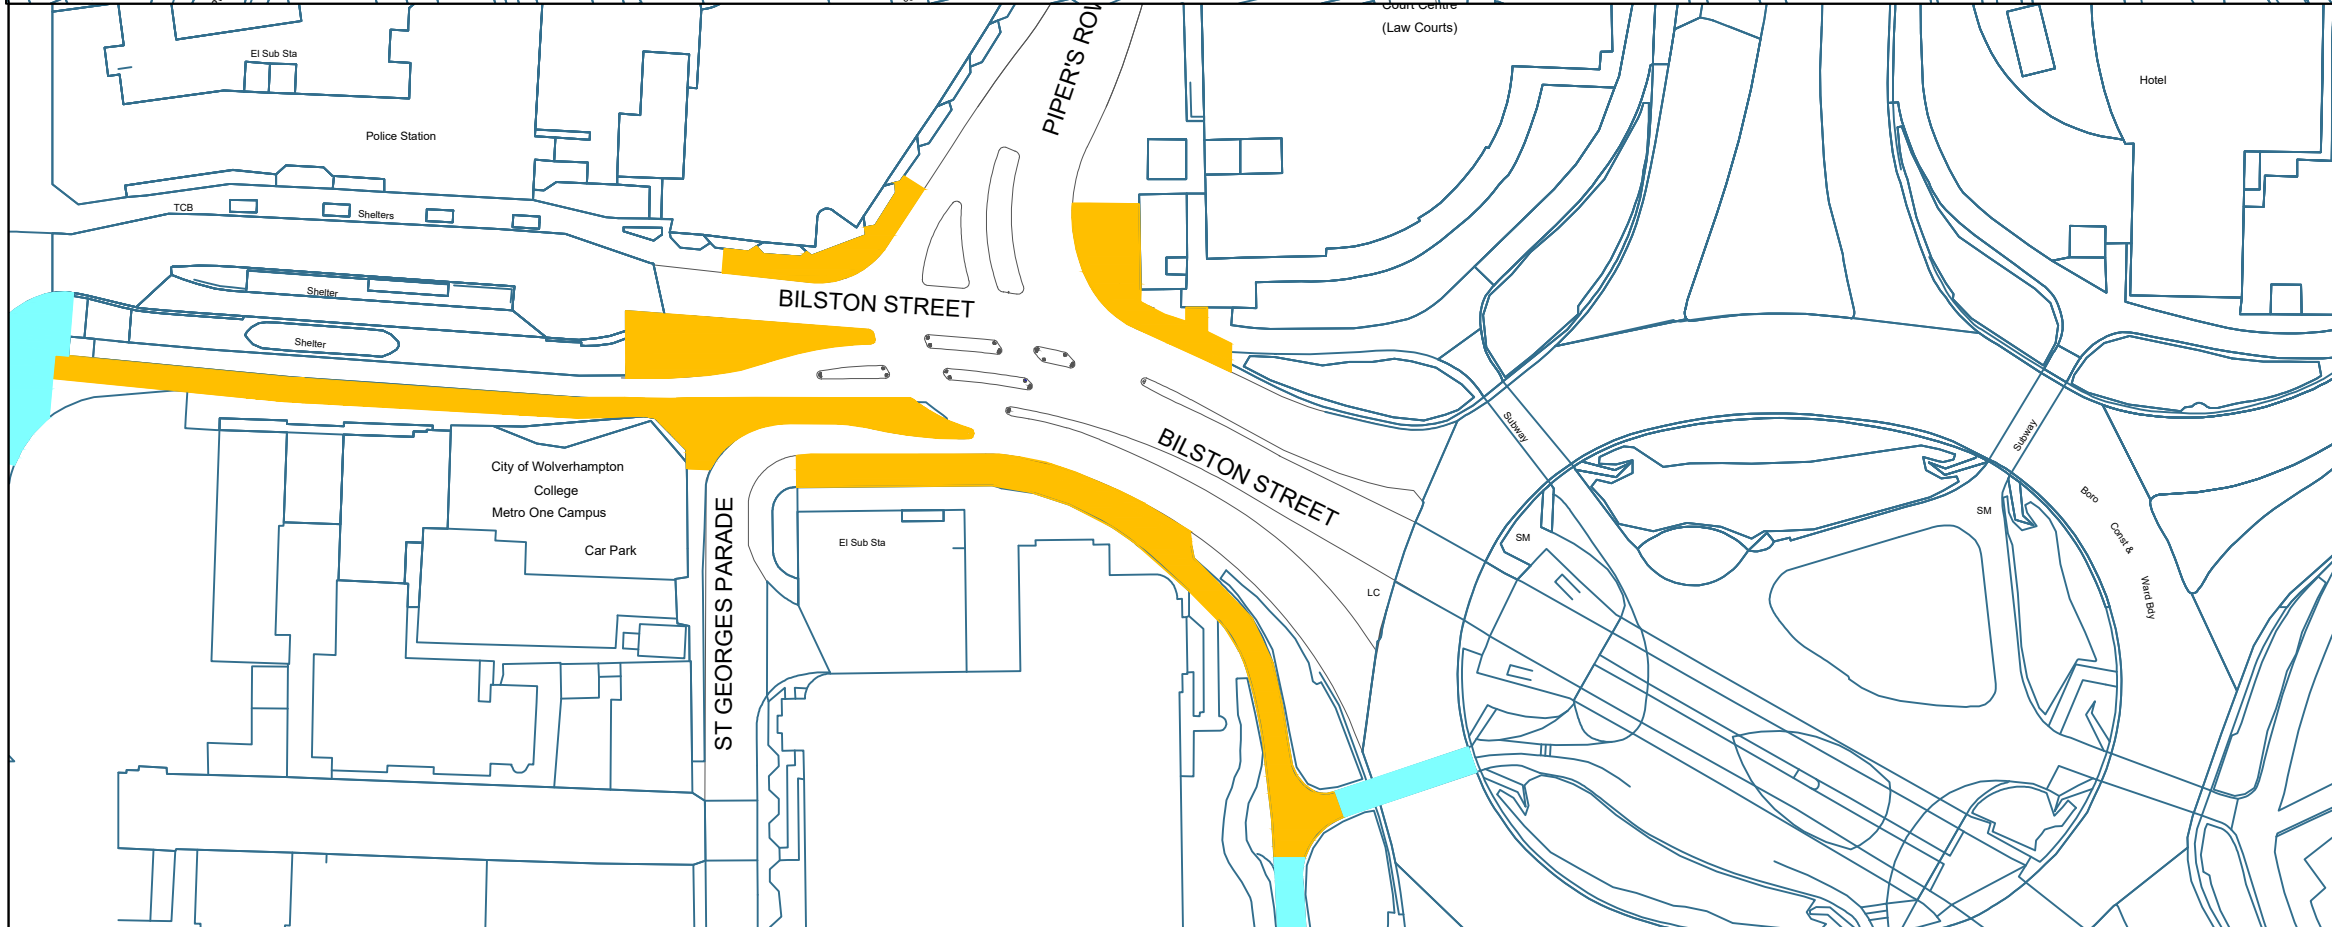 Court Centre
(Law Courts)
PIPER'S ROW
El Sub Sta
Hotel
Police Station
TCB
Shelters
Shelter
BILSTON STREET
Shelter
Subway
Subway
BILSTON STREET
City of Wolverhampton
College
Metro One Campus
Car Park
ST GEORGES PARADE
El Sub Sta
SM
SM
Boro
Const &
Ward Bdy
LC